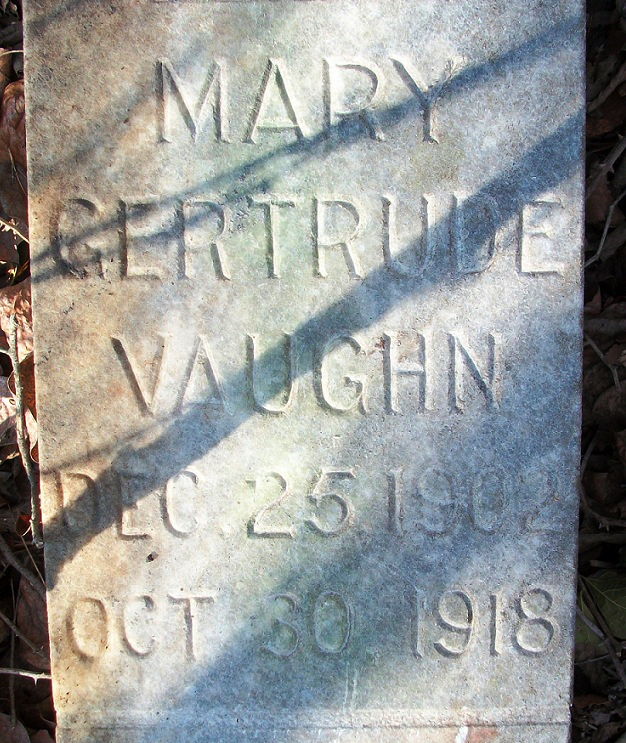 MARY
GERTRUDE
VAUGHN
DEC. 25, 1902
OCT 30 1918